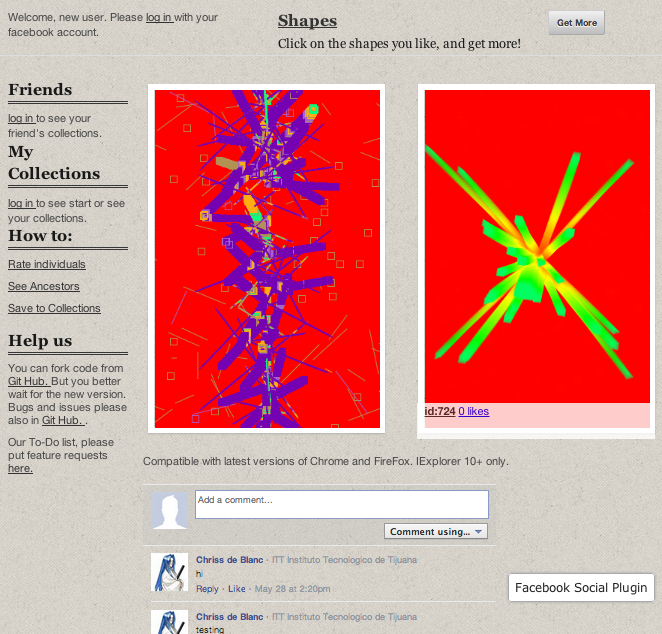 Welcome, new user. Please log in with your
facebook account.
Shapes
Click on the shapes you like, and get more!
Get More
Friends
log in to see your
friend's collections.
My
Collections
log in to see start or see
your collections.
How to:
Rate individuals
See Ancestors
Save to Collections
Help us
You can fork code from
Git Hub. But you better
wait for the new version.
Bugs and issues please
also in Git Hub. .
Our To-Do list, please
put feature requests
here.
id:724 0 likes
Compatible with latest versions of Chrome and FireFox. IExplorer 10+ only.
Add a comment...
Comment using...
Chriss de Blanc · ITT Instituto Tecnologico de Tijuana
hi
Reply · Like · May 28 at 2:20pm
Chriss de Blanc · ITT Instituto Tecnologico de Tijuana
testing
Facebook Social Plugin